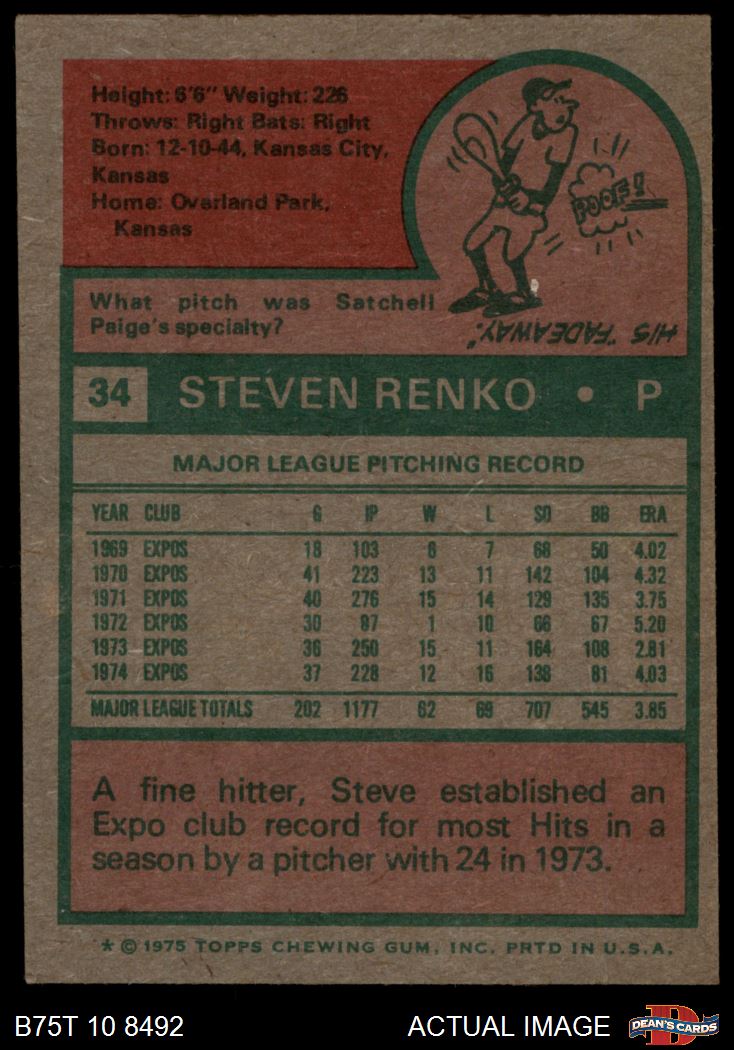 Height: 6'6" Weight: 226
Throws: Right Bats: Right
Born: 12-10-44, Kansas City,
Kansas
Home: Overland Park,
Kansas
POOF!
What pitch was Satchell
Paige's specialty?
HIS "FADEAWAY."
34 STEVEN RENKO • P
MAJOR LEAGUE PITCHING RECORD
YEAR CLUB G IP W L SO BB ERA
1969 EXPOS 18 103 6 7 68 50 4.02
1970 EXPOS 41 223 13 11 142 104 4.32
1971 EXPOS 40 276 15 14 129 135 3.75
1972 EXPOS 30 97 1 10 66 67 5.20
1973 EXPOS 36 250 15 11 164 108 2.81
1974 EXPOS 37 228 12 16 138 81 4.03
MAJOR LEAGUE TOTALS 202 1177 62 69 707 545 3.85
A fine hitter, Steve established an
Expo club record for most Hits in a
season by a pitcher with 24 in 1973.
* © 1975 TOPPS CHEWING GUM, INC. PRTD IN U.S.A.
B75T 10 8492 ACTUAL IMAGE D DEAN'S CARDS